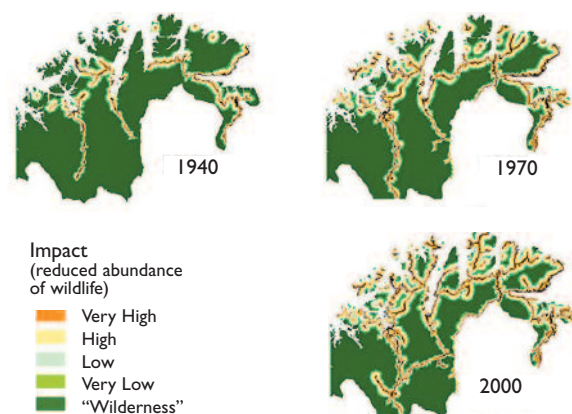 1940
1970
Impact
(reduced abundance
of wildlife)
Very High
High
Low
Very Low
“Wilderness”
2000